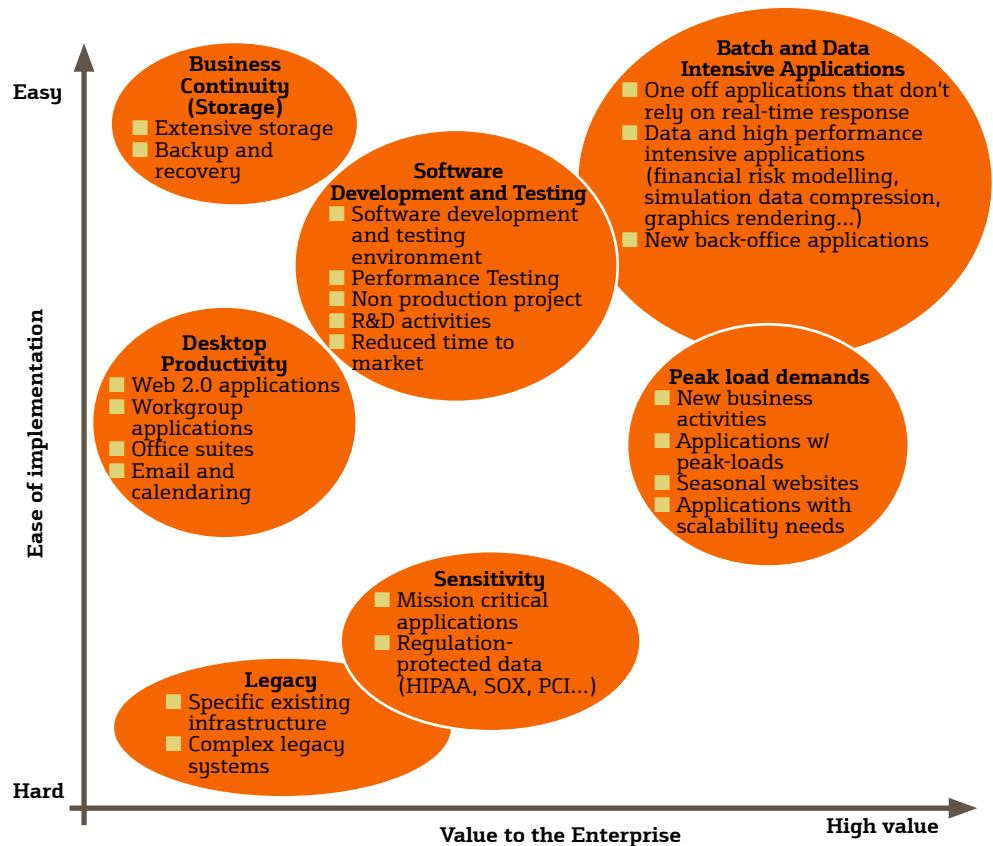 Easy
Business
Continuity
(Storage)
Extensive storage
Backup and
recovery
Software
Development and Testing
Software development
and testing
environment
Performance Testing
Non production project
R&D activities
Reduced time to
market
Batch and Data
Intensive Applications
One off applications that don't
rely on real-time response
Data and high performance
intensive applications
(financial risk modelling,
simulation data compression,
graphics rendering...)
New back-office applications
Desktop
Productivity
Web 2.0 applications
Workgroup
applications
Office suites
Email and
calendaring
Peak load demands
New business
activities
Applications w/
peak-loads
Seasonal websites
Applications with
scalability needs
Sensitivity
Mission critical
applications
Regulation-
protected data
(HIPAA, SOX, PCI...)
Legacy
Specific existing
infrastructure
Complex legacy
systems
Ease of implementation
Hard
Value to the Enterprise
High value